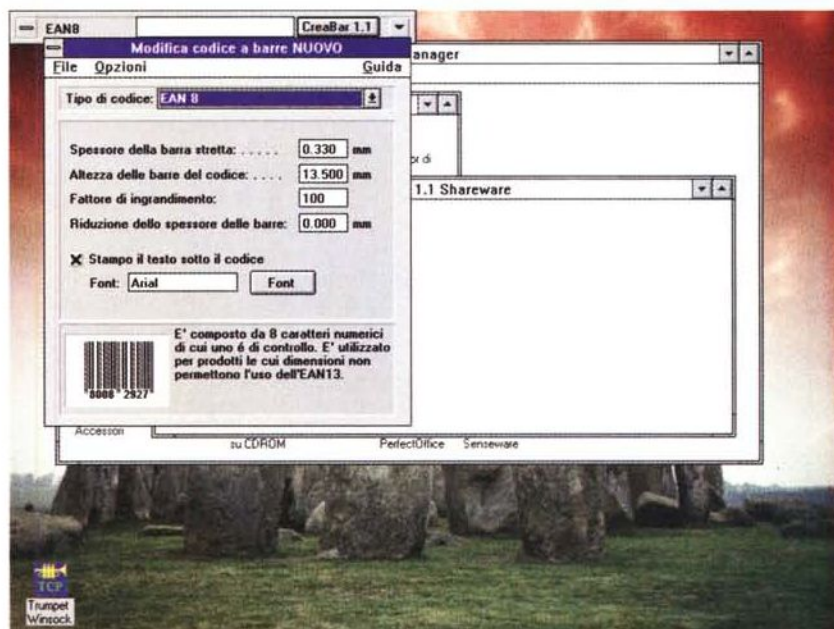 EAN8
CreaBar 1.1
Modifica codice a barre NUOVO
File Opzioni Guida
Tipo di codice: EAN 8
Spessore della barra stretta: . . . . . 0.330 mm
Altezza delle barre del codice: . . . . 13.500 mm
Fattore di ingrandimento: 100
Riduzione dello spessore delle barre: 0.000 mm
Stampo il testo sotto il codice
Font: Arial Font
8008 2927
E' composto da 8 caratteri numerici
di cui uno é di controllo. E' utilizzato
per prodotti le cui dimensioni non
permettono l'uso dell'EAN13.
anager
or di
1.1 Shareware
Accessori
su CDROM PerfectOffice Senseware
TCP
Trumpet
Winsock